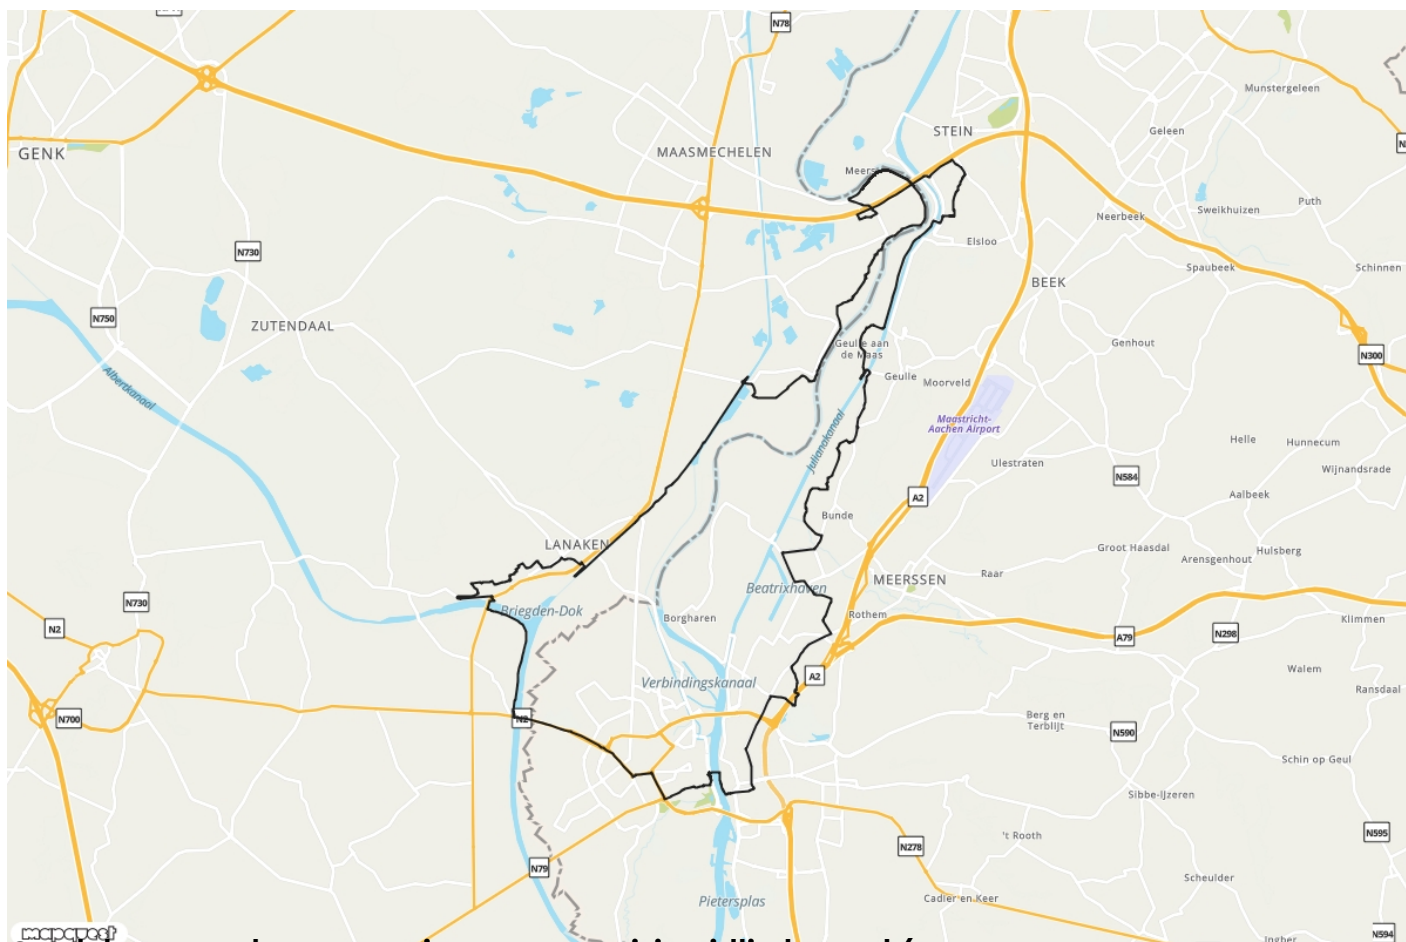 N78
Munstergeleen
STEIN
Geleen
GENK
MAASMECHELEN
Puth
Sweikhuizen
Neerbeek
N730
Elsloo
Spaubeek
Schinnen
BEEK
N750
ZUTENDAAL
Geulle aan
de Maas
Genhout
N300
Albertkanaal
Geulle
Moorveld
Maastricht-
Aachen Airport
Julianakanaal
Helle
Hunnecum
Ulestraten
Wijnandsrade
N584
A2
Aalbeek
Bunde
LANAKEN
Groot Haasdal
Hulsberg
Arensgenhout
Raar
MEERSSEN
Beatrixhaven
N730
Briegden-Dok
Borgharen
Rothem
Klimmen
N2
A79
N298
Walem
A2
Verbindingskanaal
Ransdaal
N700
N2
Berg en
Terblijt
N590
Schin op Geul
Sibbe-IJzeren
't Rooth
N595
N278
N79
Scheulder
Pietersplas
Cadier en Keer
mapquest
N594
Ingber